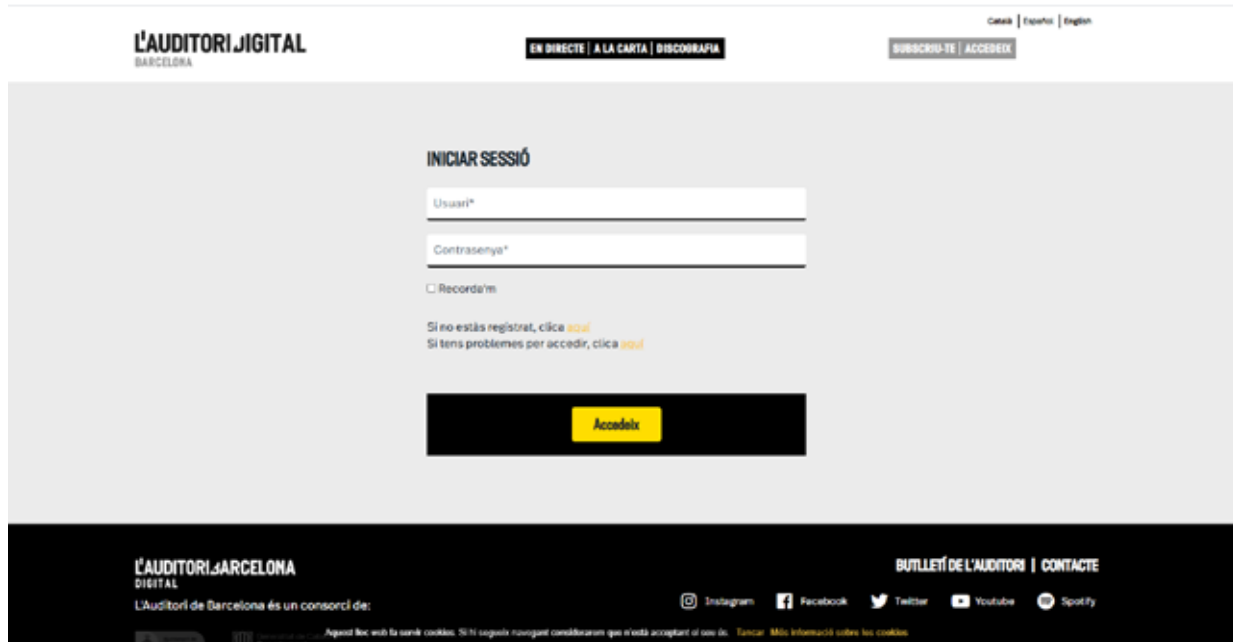 Català | Español | English
L'AUDITORI DIGITAL
BARCELONA
EN DIRECTE | A LA CARTA | DISCOGRAFIA
SUBSCRIU-TE | ACCEDEIX
INICIAR SESSIÓ
Usuari*
Contrasenya*
Recorda'm
Si no estàs registrat, clica aquí
Si tens problemes per accedir, clica aquí
Accedeix
L'AUDITORI BARCELONA
DIGITAL
BUTLLETÍ DE L'AUDITORI | CONTACTE
L'Auditori de Barcelona és un consorci de:
Instagram
Facebook
Twitter
Youtube
Spotify
Aquest lloc web fa servir cookies. Si hi segueix navegant considerarem que n'està acceptant el seu ús. Tancar Més informació sobre les cookies